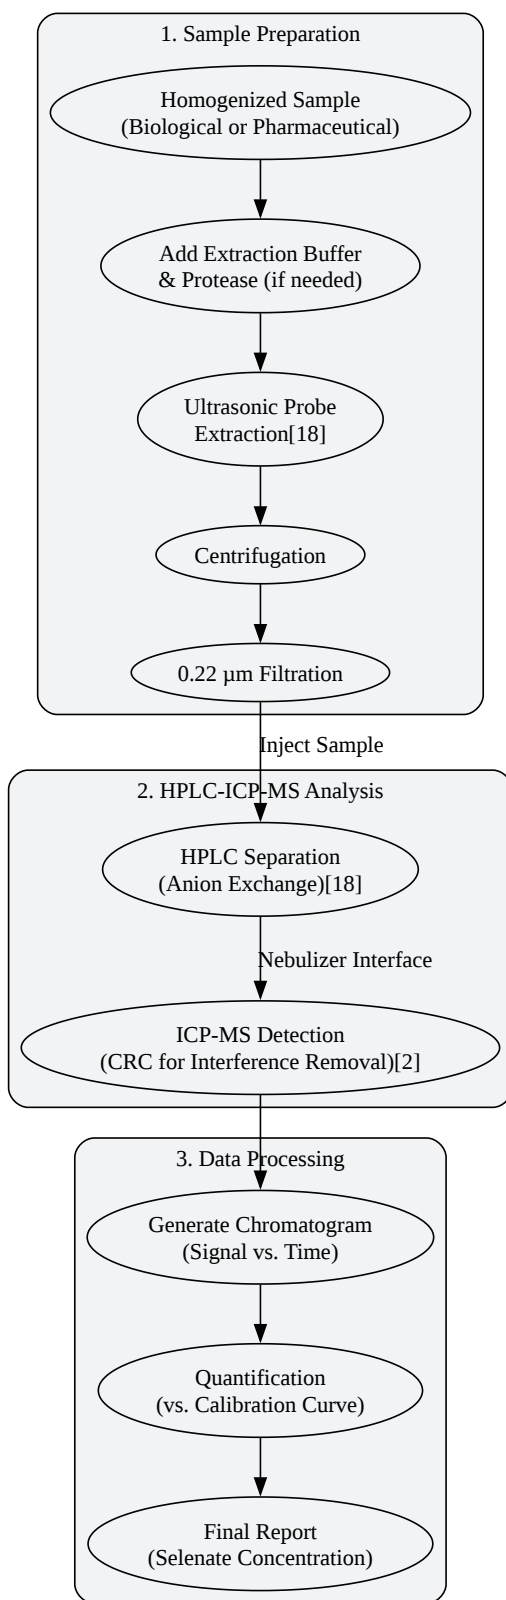 1. Sample Preparation
Homogenized Sample
(Biological or Pharmaceutical)
Add Extraction Buffer
& Protease (if needed)
Ultrasonic Probe
Extraction[18]
Centrifugation
0.22 µm Filtration
Inject Sample
2. HPLC-ICP-MS Analysis
HPLC Separation
(Anion Exchange)[18]
Nebulizer Interface
ICP-MS Detection
(CRC for Interference Removal)[2]
3. Data Processing
Generate Chromatogram
(Signal vs. Time)
Quantification
(vs. Calibration Curve)
Final Report
(Selenate Concentration)